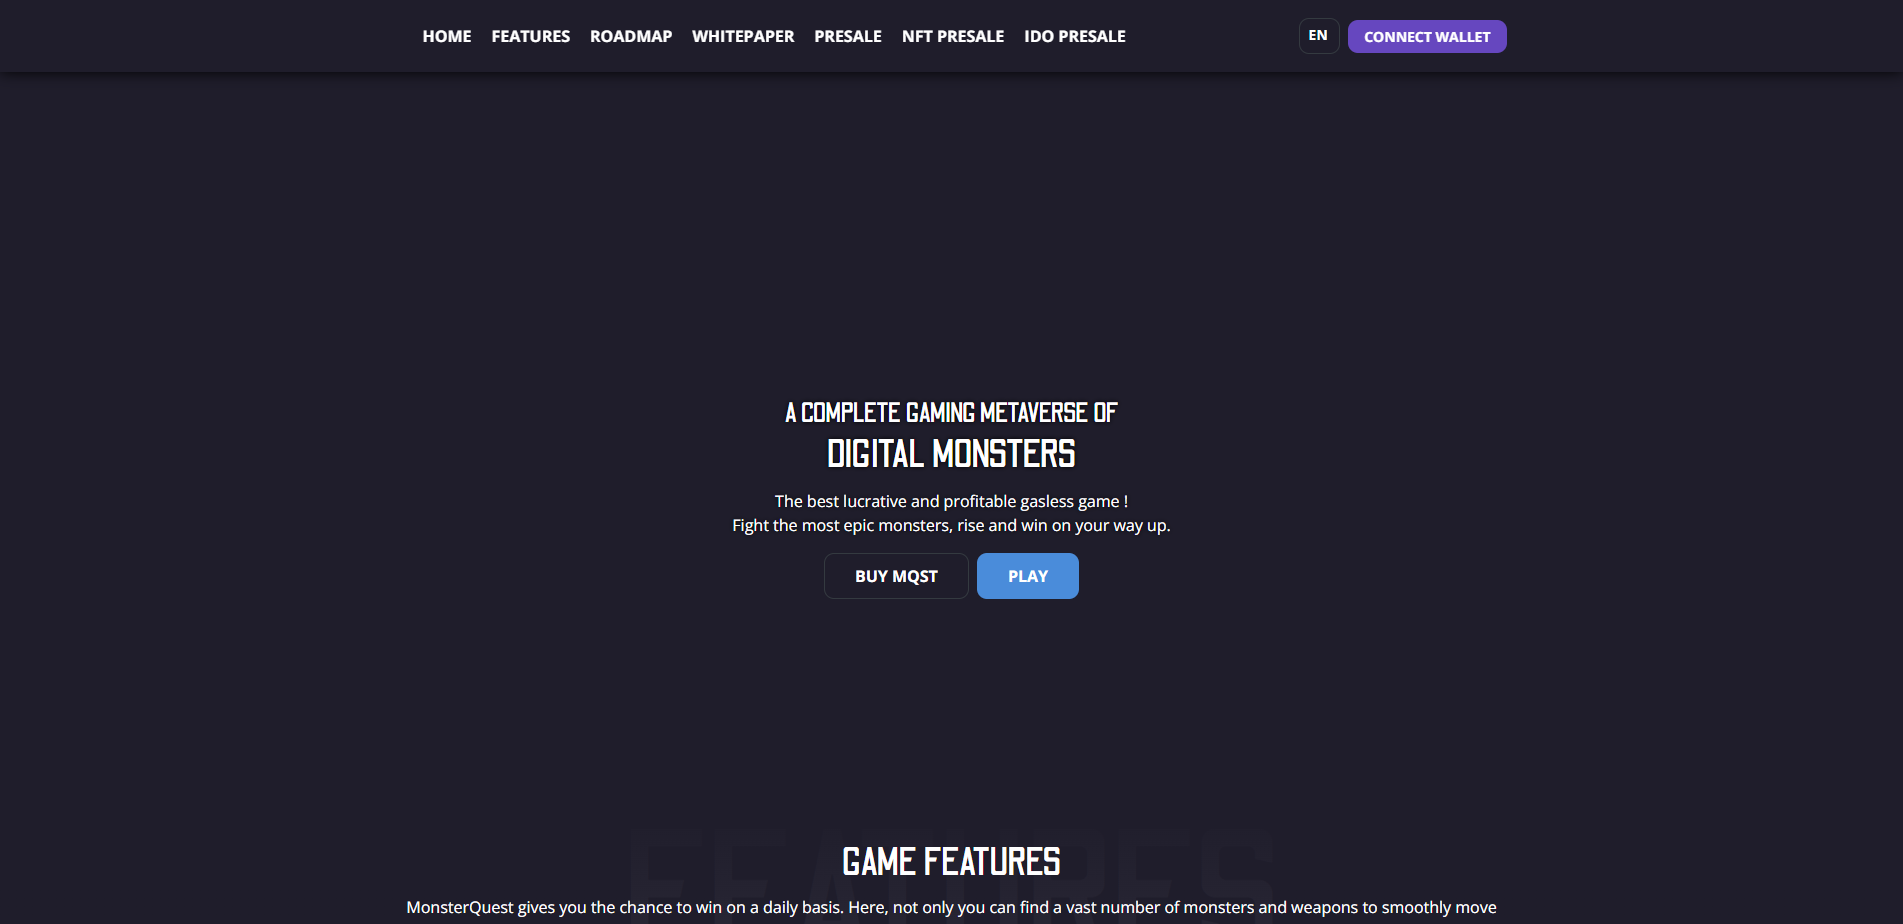 HOME FEATURES ROADMAP WHITEPAPER PRESALE NFT PRESALE IDO PRESALE EN CONNECT WALLET
A COMPLETE GAMING METAVERSE OF
DIGITAL MONSTERS
The best lucrative and profitable gasless game !
Fight the most epic monsters, rise and win on your way up.
BUY MQST PLAY
FEATURES
GAME FEATURES
MonsterQuest gives you the chance to win on a daily basis. Here, not only you can find a vast number of monsters and weapons to smoothly move